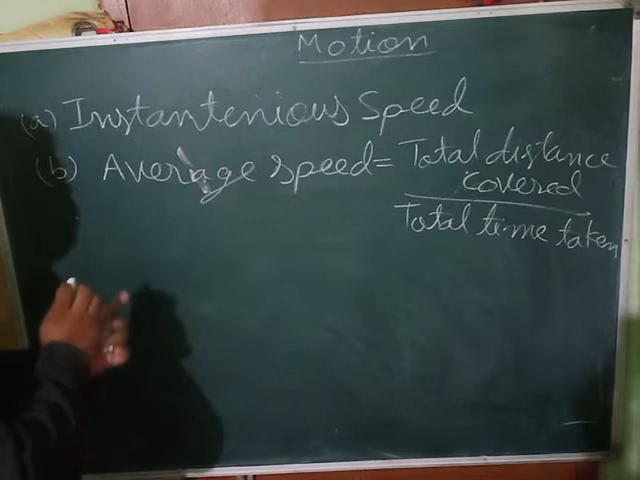 Motion
(a) Instantenious Speed
(b) Average speed = Total distance
covered
Total time taken